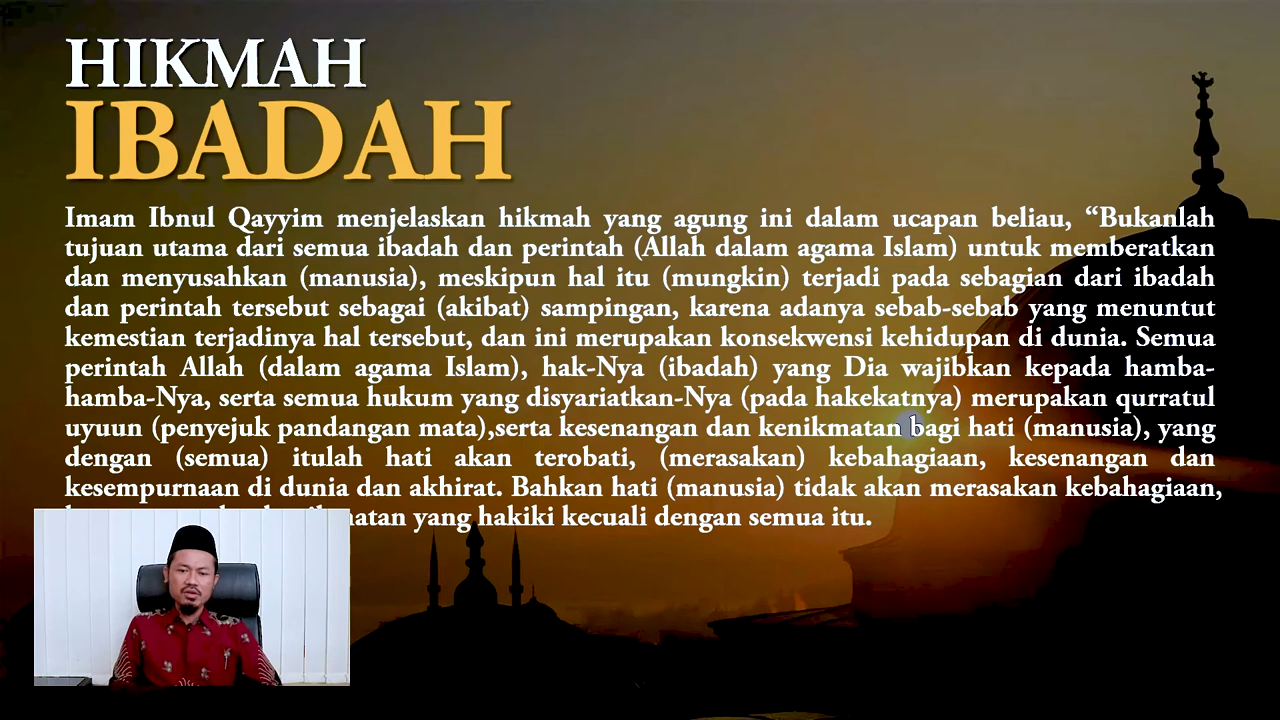 HIKMAH
IBADAH
Imam Ibnul Qayyim menjelaskan hikmah yang agung ini dalam ucapan beliau, “Bukanlah
tujuan utama dari semua ibadah dan perintah (Allah dalam agama Islam) untuk memberatkan
dan menyusahkan (manusia), meskipun hal itu (mungkin) terjadi pada sebagian dari ibadah
dan perintah tersebut sebagai (akibat) sampingan, karena adanya sebab-sebab yang menuntut
kemestian terjadinya hal tersebut, dan ini merupakan konsekwensi kehidupan di dunia. Semua
perintah Allah (dalam agama Islam), hak-Nya (ibadah) yang Dia wajibkan kepada hamba-
hamba-Nya, serta semua hukum yang disyariatkan-Nya (pada hakekatnya) merupakan qurratul
uyuun (penyejuk pandangan mata),serta kesenangan dan kenikmatan bagi hati (manusia), yang
dengan (semua) itulah hati akan terobati, (merasakan) kebahagiaan, kesenangan dan
kesempurnaan di dunia dan akhirat. Bahkan hati (manusia) tidak akan merasakan kebahagiaan,
yang hakiki kecuali dengan semua itu.